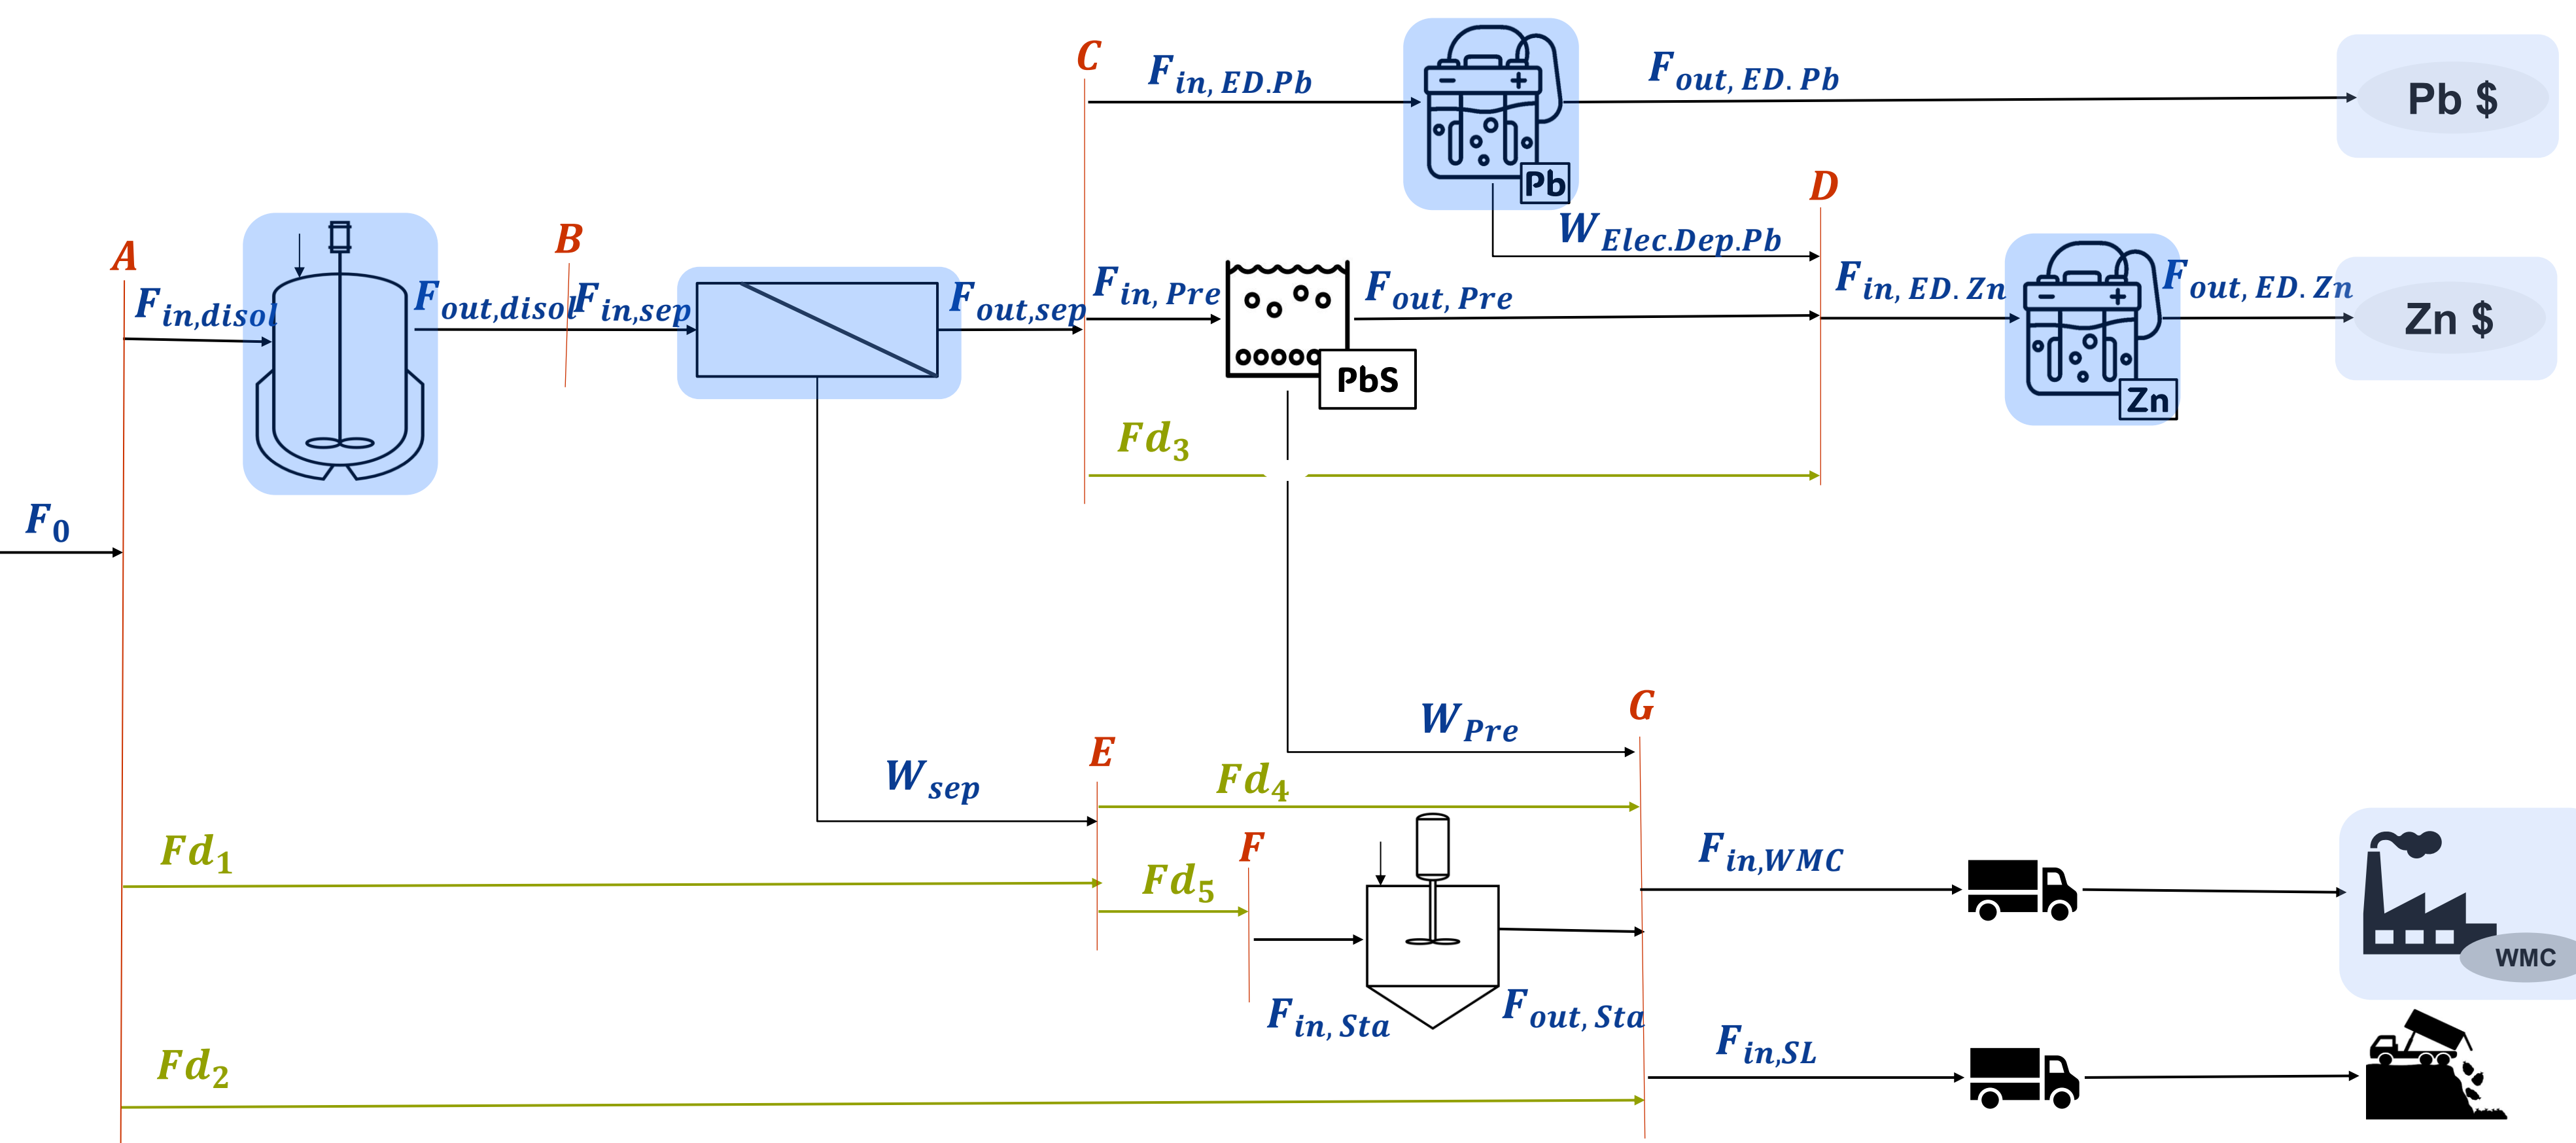 C
F in, ED.Pb
F out, ED. Pb
Pb $
- +
Pb
D
W Elec.Dep.Pb
A
B
F in,disol
F out,disol
F in,sep
F out,sep
F in, Pre
F out, Pre
F in, ED. Zn
F out, ED. Zn
Zn $
- +
Zn
PbS
Fd3
F0
G
W Pre
E
W sep
Fd4
F
Fd1
Fd5
F in,WMC
WMC
F in, Sta
F out, Sta
F in,SL
Fd2